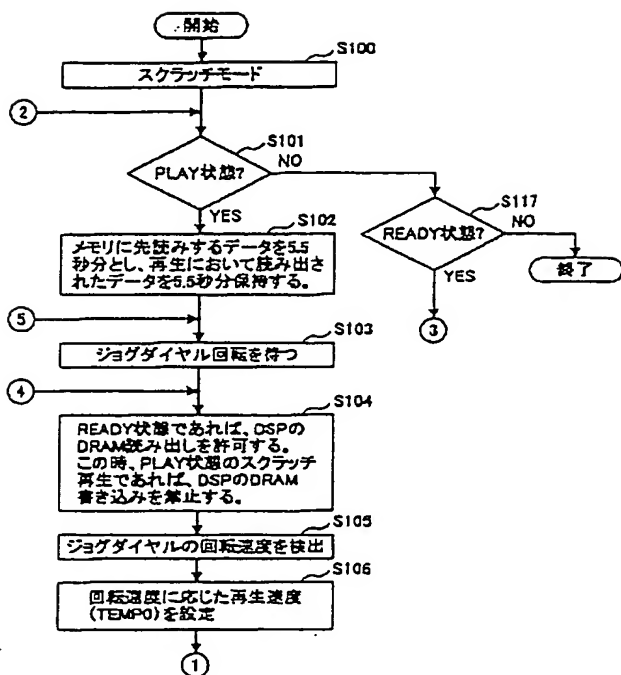 開始
S100
スクラッチモード
②
S101
PLAY状態?
NO
YES
S117
READY状態?
NO
終了
YES
③
S102
メモリに先読みするデータを5.5
秒分とし、再生において読み出さ
れたデータを5.5秒分保持する。
⑤
S103
ジョグダイヤル回転を待つ
④
S104
READY状態であれば、DSPの
DRAM読み出しを許可する。
この時、PLAY状態のスクラッチ
再生であれば、DSPのDRAM
書き込みを禁止する。
S105
ジョグダイヤルの回転速度を検出
S106
回転速度に応じた再生速度
(TEMPO)を設定
①